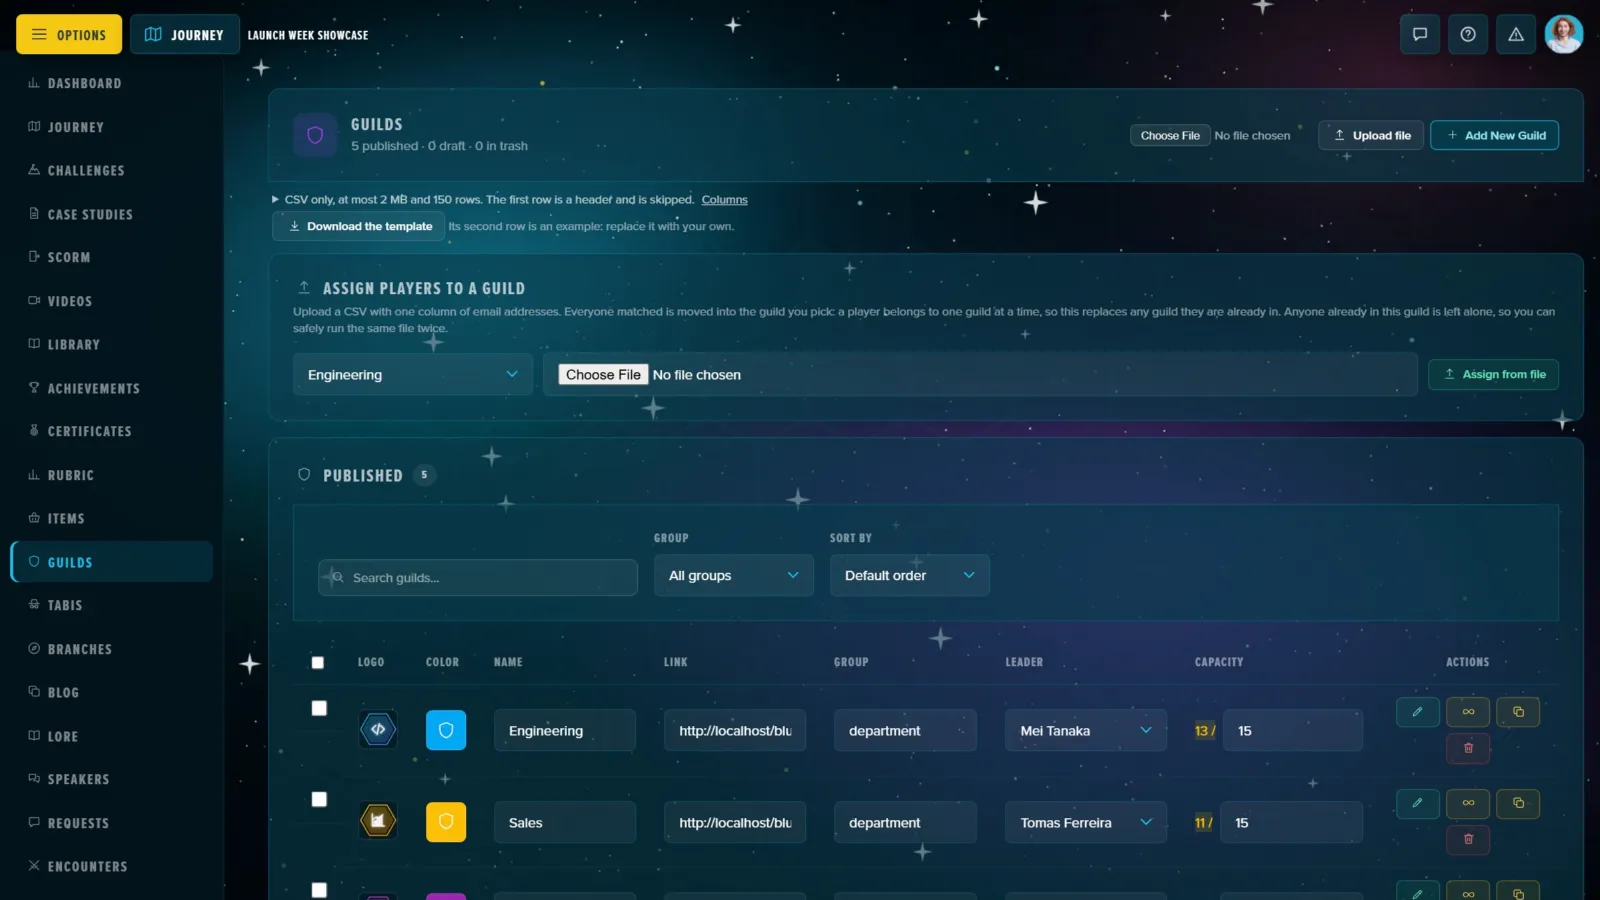 OPTIONS
JOURNEY
LAUNCH WEEK SHOWCASE
DASHBOARD
JOURNEY
CHALLENGES
CASE STUDIES
SCORM
VIDEOS
LIBRARY
ACHIEVEMENTS
CERTIFICATES
RUBRIC
ITEMS
GUILDS
TABIS
BRANCHES
BLOG
LORE
SPEAKERS
REQUESTS
ENCOUNTERS
GUILDS
5 published · 0 draft · 0 in trash
Choose File No file chosen
Upload file
+ Add New Guild
CSV only, at most 2 MB and 150 rows. The first row is a header and is skipped. Columns
Download the template
Its second row is an example: replace it with your own.
ASSIGN PLAYERS TO A GUILD
Upload a CSV with one column of email addresses. Everyone matched is moved into the guild you pick: a player belongs to one guild at a time, so this replaces any guild they are already in. Anyone already in this guild is left alone, so you can
safely run the same file twice.
Engineering
Choose File No file chosen
Assign from file
PUBLISHED 5
GROUP
SORT BY
Search guilds...
All groups
Default order
LOGO COLOR NAME LINK GROUP LEADER CAPACITY ACTIONS
Engineering http://localhost/blu department Mei Tanaka 13 / 15
Sales http://localhost/blu department Tomas Ferreira 11 / 15